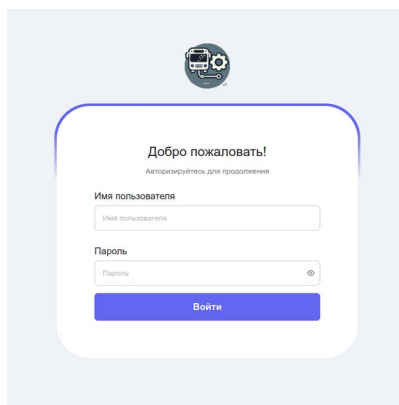 Добро пожаловать!
Авторизируйтесь для продолжения
Имя пользователя
Имя пользователя
Пароль
Пароль
Войти